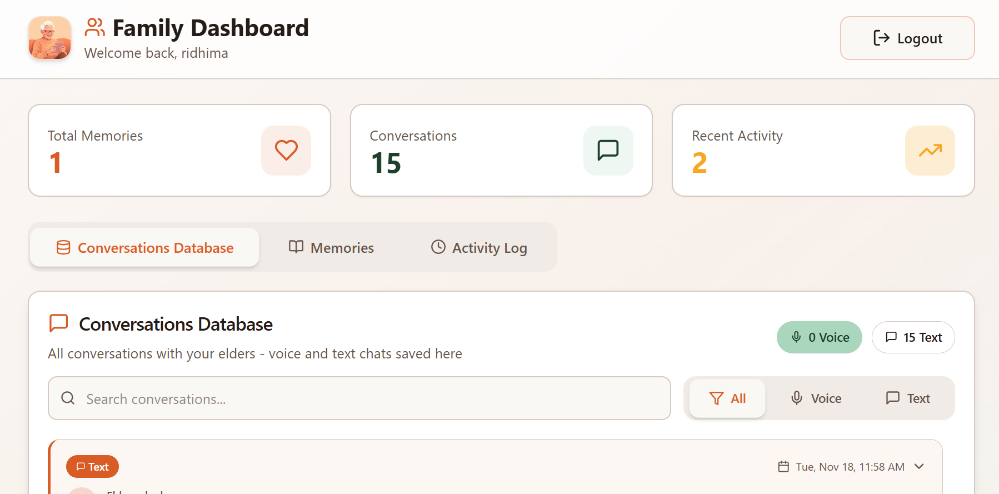 Family Dashboard
Welcome back, ridhima
Logout
Total Memories
1
Conversations
15
Recent Activity
2
Conversations Database
Memories
Activity Log
Conversations Database
All conversations with your elders - voice and text chats saved here
0 Voice
15 Text
Search conversations...
All
Voice
Text
Text
Tue, Nov 18, 11:58 AM